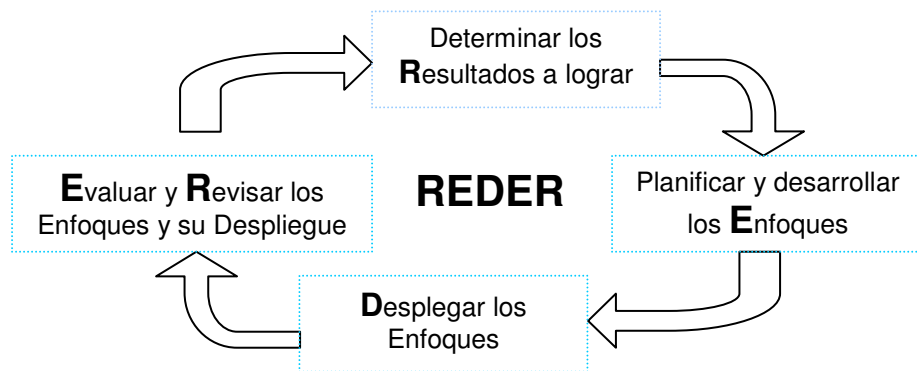 Determinar los
Resultados a lograr
Planificar y desarrollar
los Enfoques
Desplegar los
Enfoques
Evaluar y Revisar los
Enfoques y su Despliegue
REDER